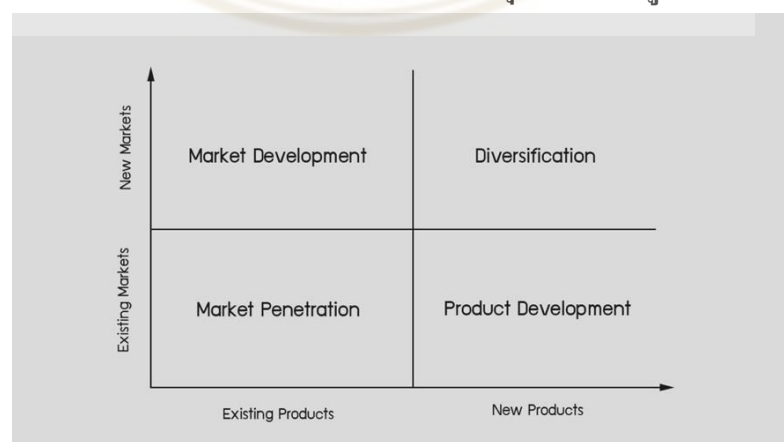 New Markets
Market Development
Diversification
Existing Markets
Market Penetration
Product Development
Existing Products
New Products